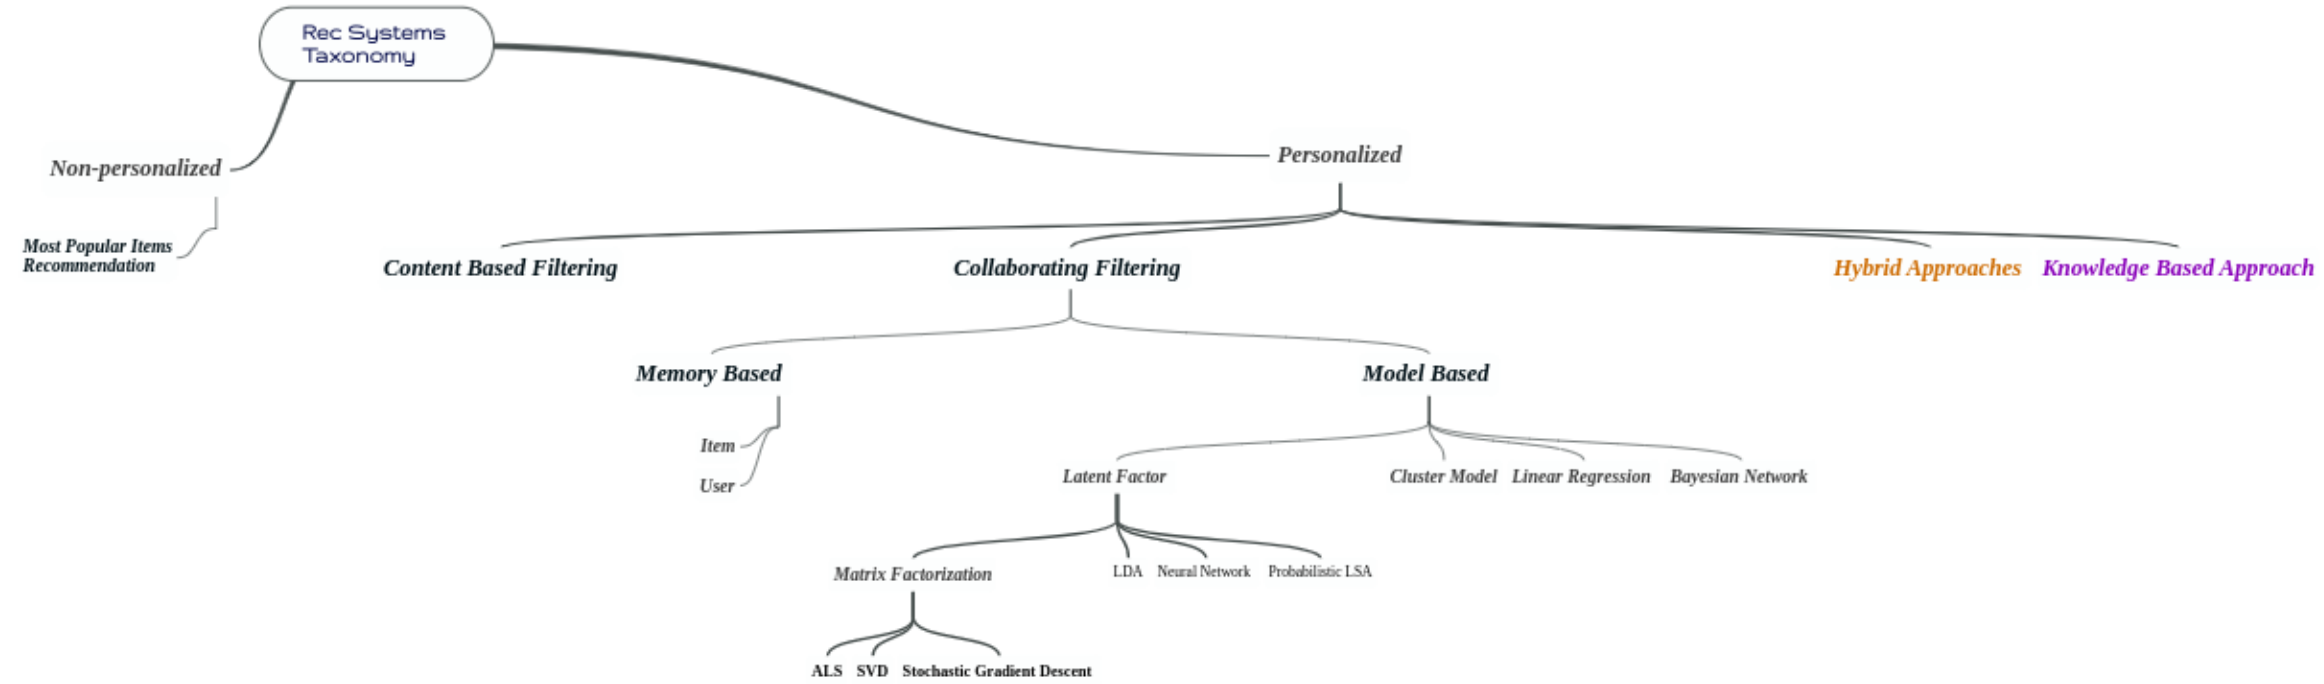 Rec Systems
Taxonomy
Non-personalized
Personalized
Most Popular Items
Recommendation
Content Based Filtering
Collaborating Filtering
Hybrid Approaches
Knowledge Based Approach
Memory Based
Model Based
Item
User
Latent Factor
Cluster Model
Linear Regression
Bayesian Network
Matrix Factorization
LDA
Neural Network
Probabilistic LSA
ALS
SVD
Stochastic Gradient Descent